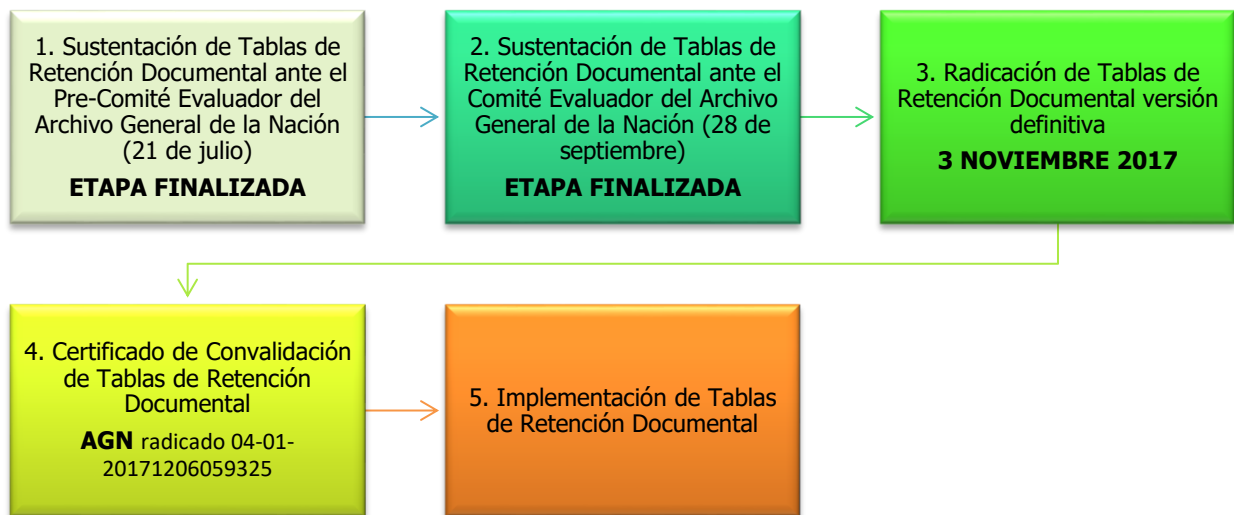 1. Sustentación de Tablas de
Retención Documental ante el
Pre-Comité Evaluador del
Archivo General de la Nación
(21 de julio)
ETAPA FINALIZADA
2. Sustentación de Tablas de
Retención Documental ante el
Comité Evaluador del Archivo
General de la Nación (28 de
septiembre)
ETAPA FINALIZADA
3. Radicación de Tablas de
Retención Documental versión
definitiva
3 NOVIEMBRE 2017
4. Certificado de Convalidación
de Tablas de Retención
Documental
AGN radicado 04-01-
20171206059325
5. Implementación de Tablas
de Retención Documental